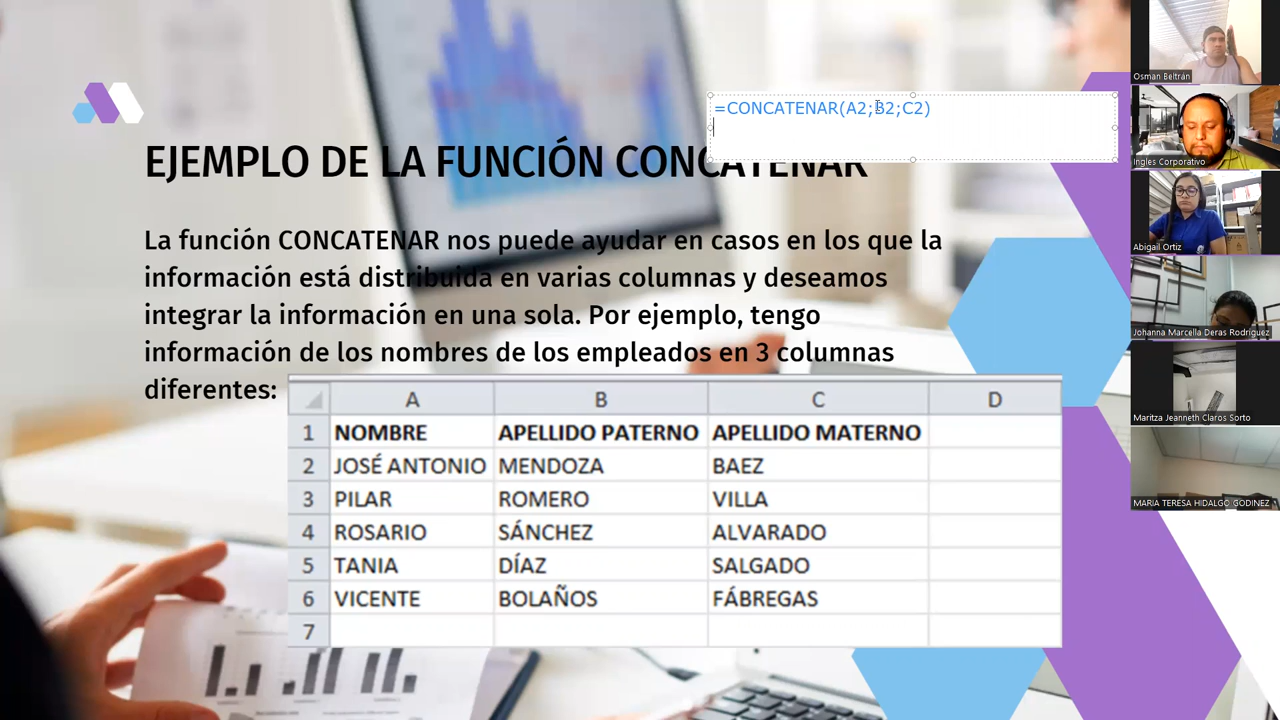 =CONCATENAR(A2;B2;C2)
EJEMPLO DE LA FUNCIÓN CONCATENAR
La función CONCATENAR nos puede ayudar en casos en los que la
información está distribuida en varias columnas y deseamos
integrar la información en una sola. Por ejemplo, tengo
información de los nombres de los empleados en 3 columnas
diferentes:
A B C D
1 NOMBRE APELLIDO PATERNO APELLIDO MATERNO
2 JOSÉ ANTONIO MENDOZA BAEZ
3 PILAR ROMERO VILLA
4 ROSARIO SÁNCHEZ ALVARADO
5 TANIA DÍAZ SALGADO
6 VICENTE BOLAÑOS FÁBREGAS
7
Osman Beltrán
Ingles Corporativo
Abigail Ortiz
Johanna Marcella Deras Rodriguez
Maritza Jeanneth Claros Sorto
MARIA TERESA HIDALGO GODINEZ